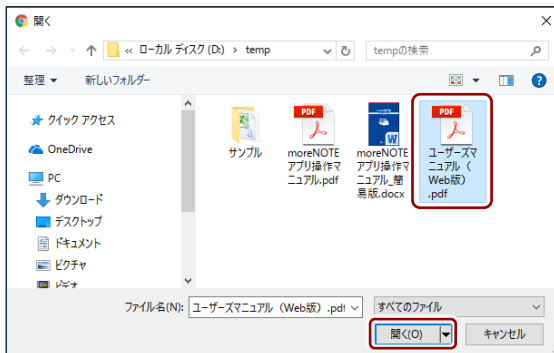 開く
« ローカル ディスク (D:) › temp
tempの検索
整理 新しいフォルダー
クイック アクセス
OneDrive
PC
ダウンロード
デスクトップ
ドキュメント
ピクチャ
ビデオ
サンプル
PDF
moreNOTE
アプリ操作マ
ニュアル.pdf
W
moreNOTE
アプリ操作マ
ニュアル_簡
易版.docx
PDF
ユーザーズマ
ニュアル（
Web版）
.pdf
ファイル名(N): ユーザーズマニュアル（Web版）.pdf
すべてのファイル
開く(O) キャンセル